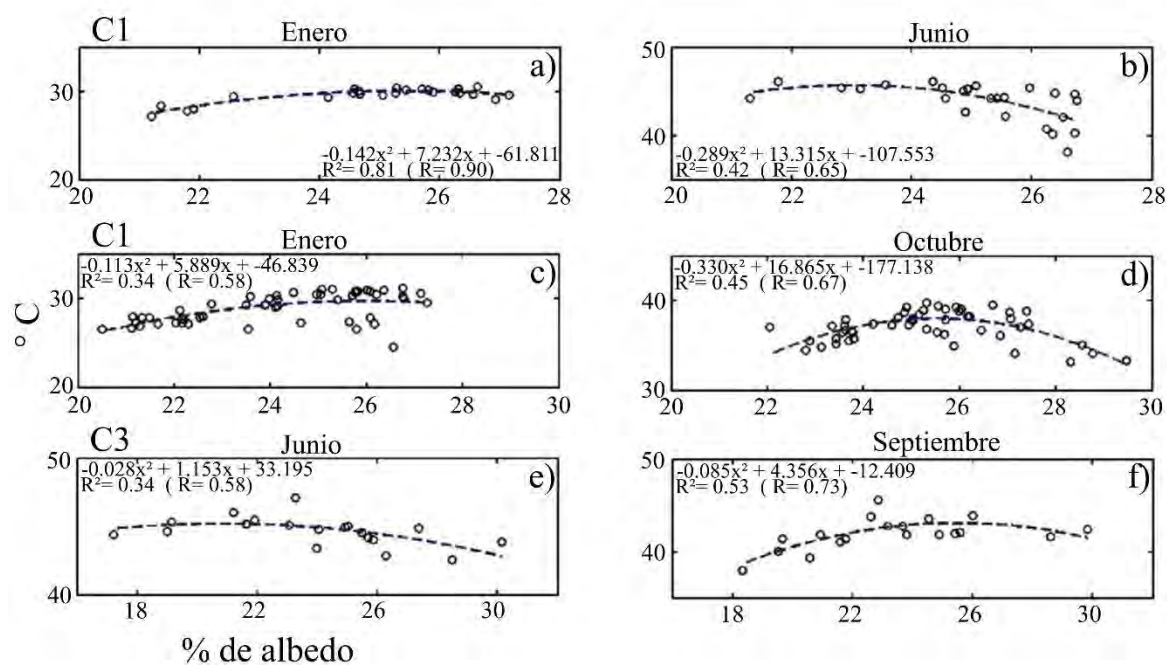 C1
Enero
a)
30
20
-0.142x² + 7.232x + -61.811
R²= 0.81 ( R= 0.90)
20 22 24 26 28
Junio
b)
50
40
-0.289x² + 13.315x + -107.553
R²= 0.42 ( R= 0.65)
20 22 24 26 28
C1
Enero
c)
-0.113x² + 5.889x + -46.839
R²= 0.34 ( R= 0.58)
30
20
20 22 24 26 28 30
Octubre
d)
-0.330x² + 16.865x + -177.138
R²= 0.45 ( R= 0.67)
40
30
20 22 24 26 28 30
° C
C3
Junio
e)
50
-0.028x² + 1.153x + 33.195
R²= 0.34 ( R= 0.58)
40
18 22 26 30
Septiembre
f)
50
-0.085x² + 4.356x + -12.409
R²= 0.53 ( R= 0.73)
40
18 22 26 30
% de albedo